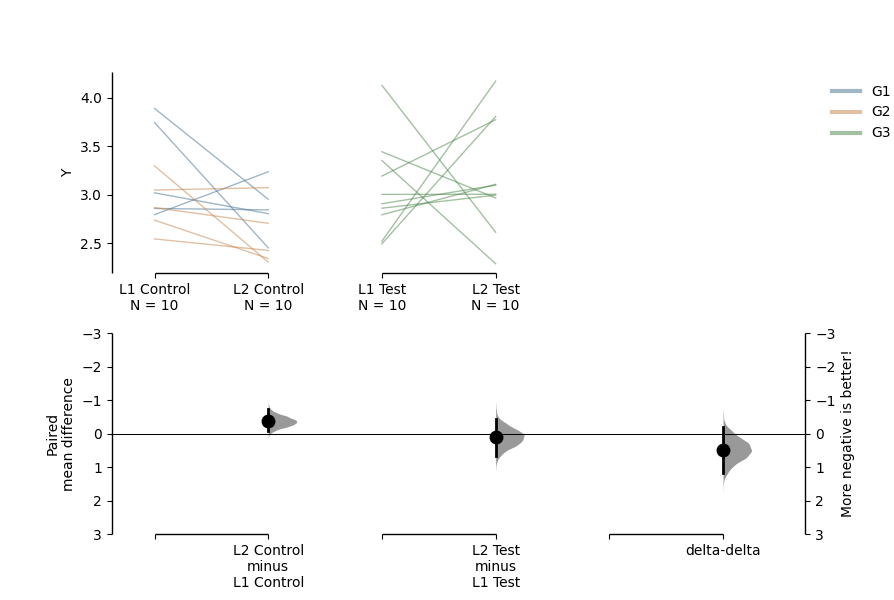 4.0
3.5
3.0
2.5
Y
G1
G2
G3
L1 Control
N = 10
L2 Control
N = 10
L1 Test
N = 10
L2 Test
N = 10
−3
−2
−1
0
1
2
3
Paired
mean difference
−3
−2
−1
0
1
2
3
More negative is better!
L2 Control
minus
L1 Control
L2 Test
minus
L1 Test
delta-delta